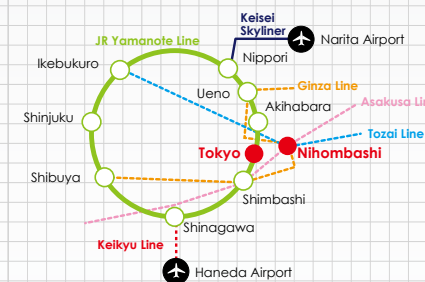 Keisei
Skyliner
Narita Airport
JR Yamanote Line
Nippori
Ikebukuro
Ueno
Ginza Line
Akihabara
Asakusa Li
Shinjuku
Tozai Line
Tokyo
Nihombashi
Shibuya
Shimbashi
Shinagawa
Keikyu Line
Haneda Airport